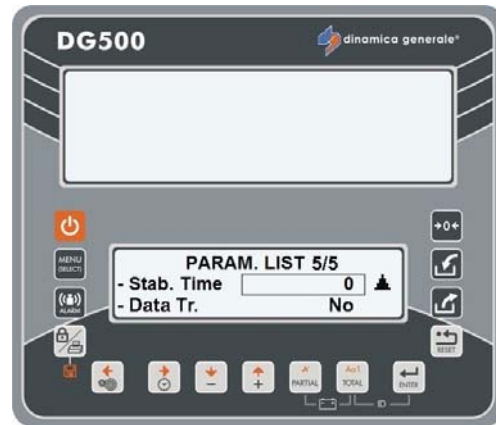 DG500
dinamica generale®
MENU
(SELECT)
ALARM
PARAM. LIST 5/5
- Stab. Time 0
- Data Tr. No
→0←
RESET
PARTIAL
TOTAL
ENTER
ID